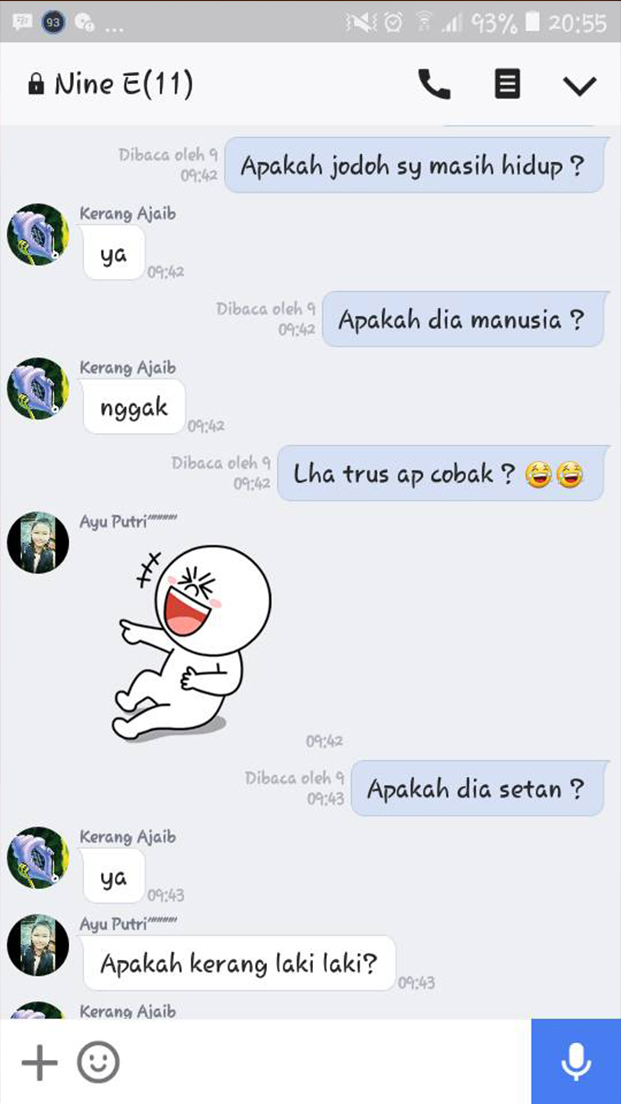 93
...
93%
20:55
Nine E(11)
Dibaca oleh 9
09:42
Apakah jodoh sy masih hidup ?
Kerang Ajaib
ya
09:42
Dibaca oleh 9
09:42
Apakah dia manusia ?
Kerang Ajaib
nggak
09:42
Dibaca oleh 9
09:42
Lha trus ap cobak ? 😂😂
Ayu Putri"""""
09:42
Dibaca oleh 9
09:43
Apakah dia setan ?
Kerang Ajaib
ya
09:43
Ayu Putri"""""
Apakah kerang laki laki?
09:43
Kerang Ajaib